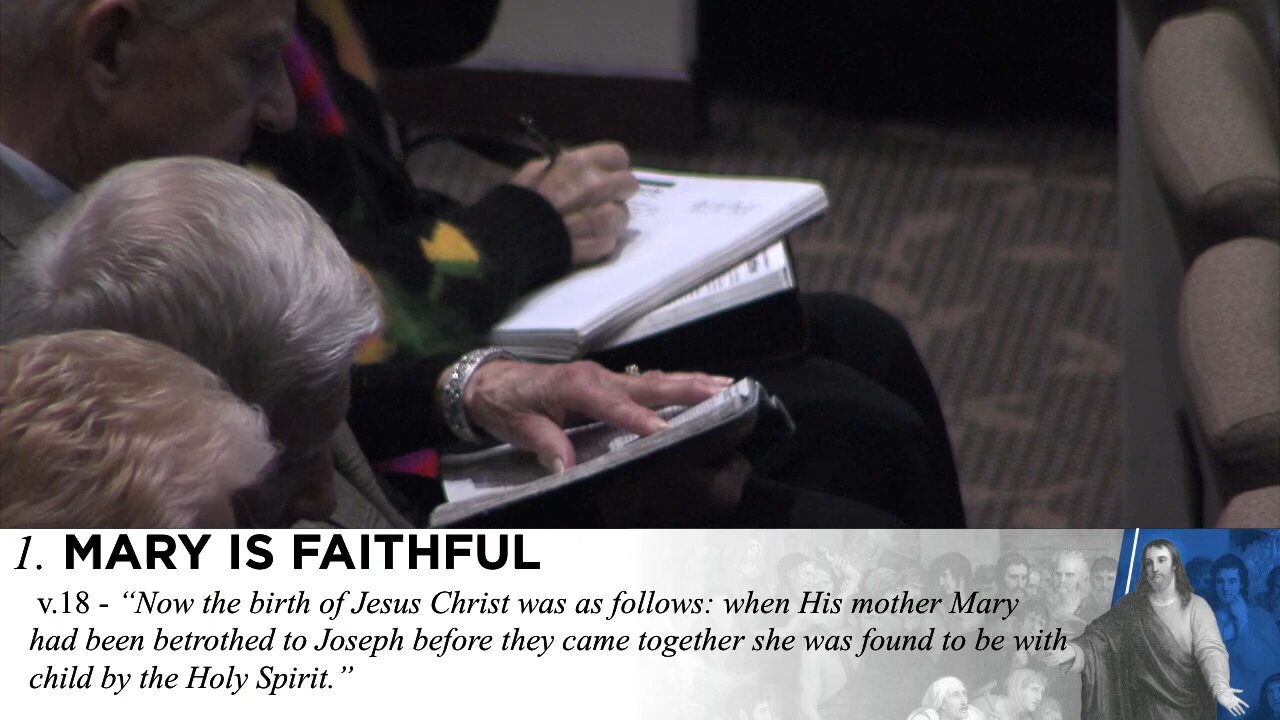 1. MARY IS FAITHFUL
v.18 - “Now the birth of Jesus Christ was as follows: when His mother Mary
had been betrothed to Joseph before they came together she was found to be with
child by the Holy Spirit.”